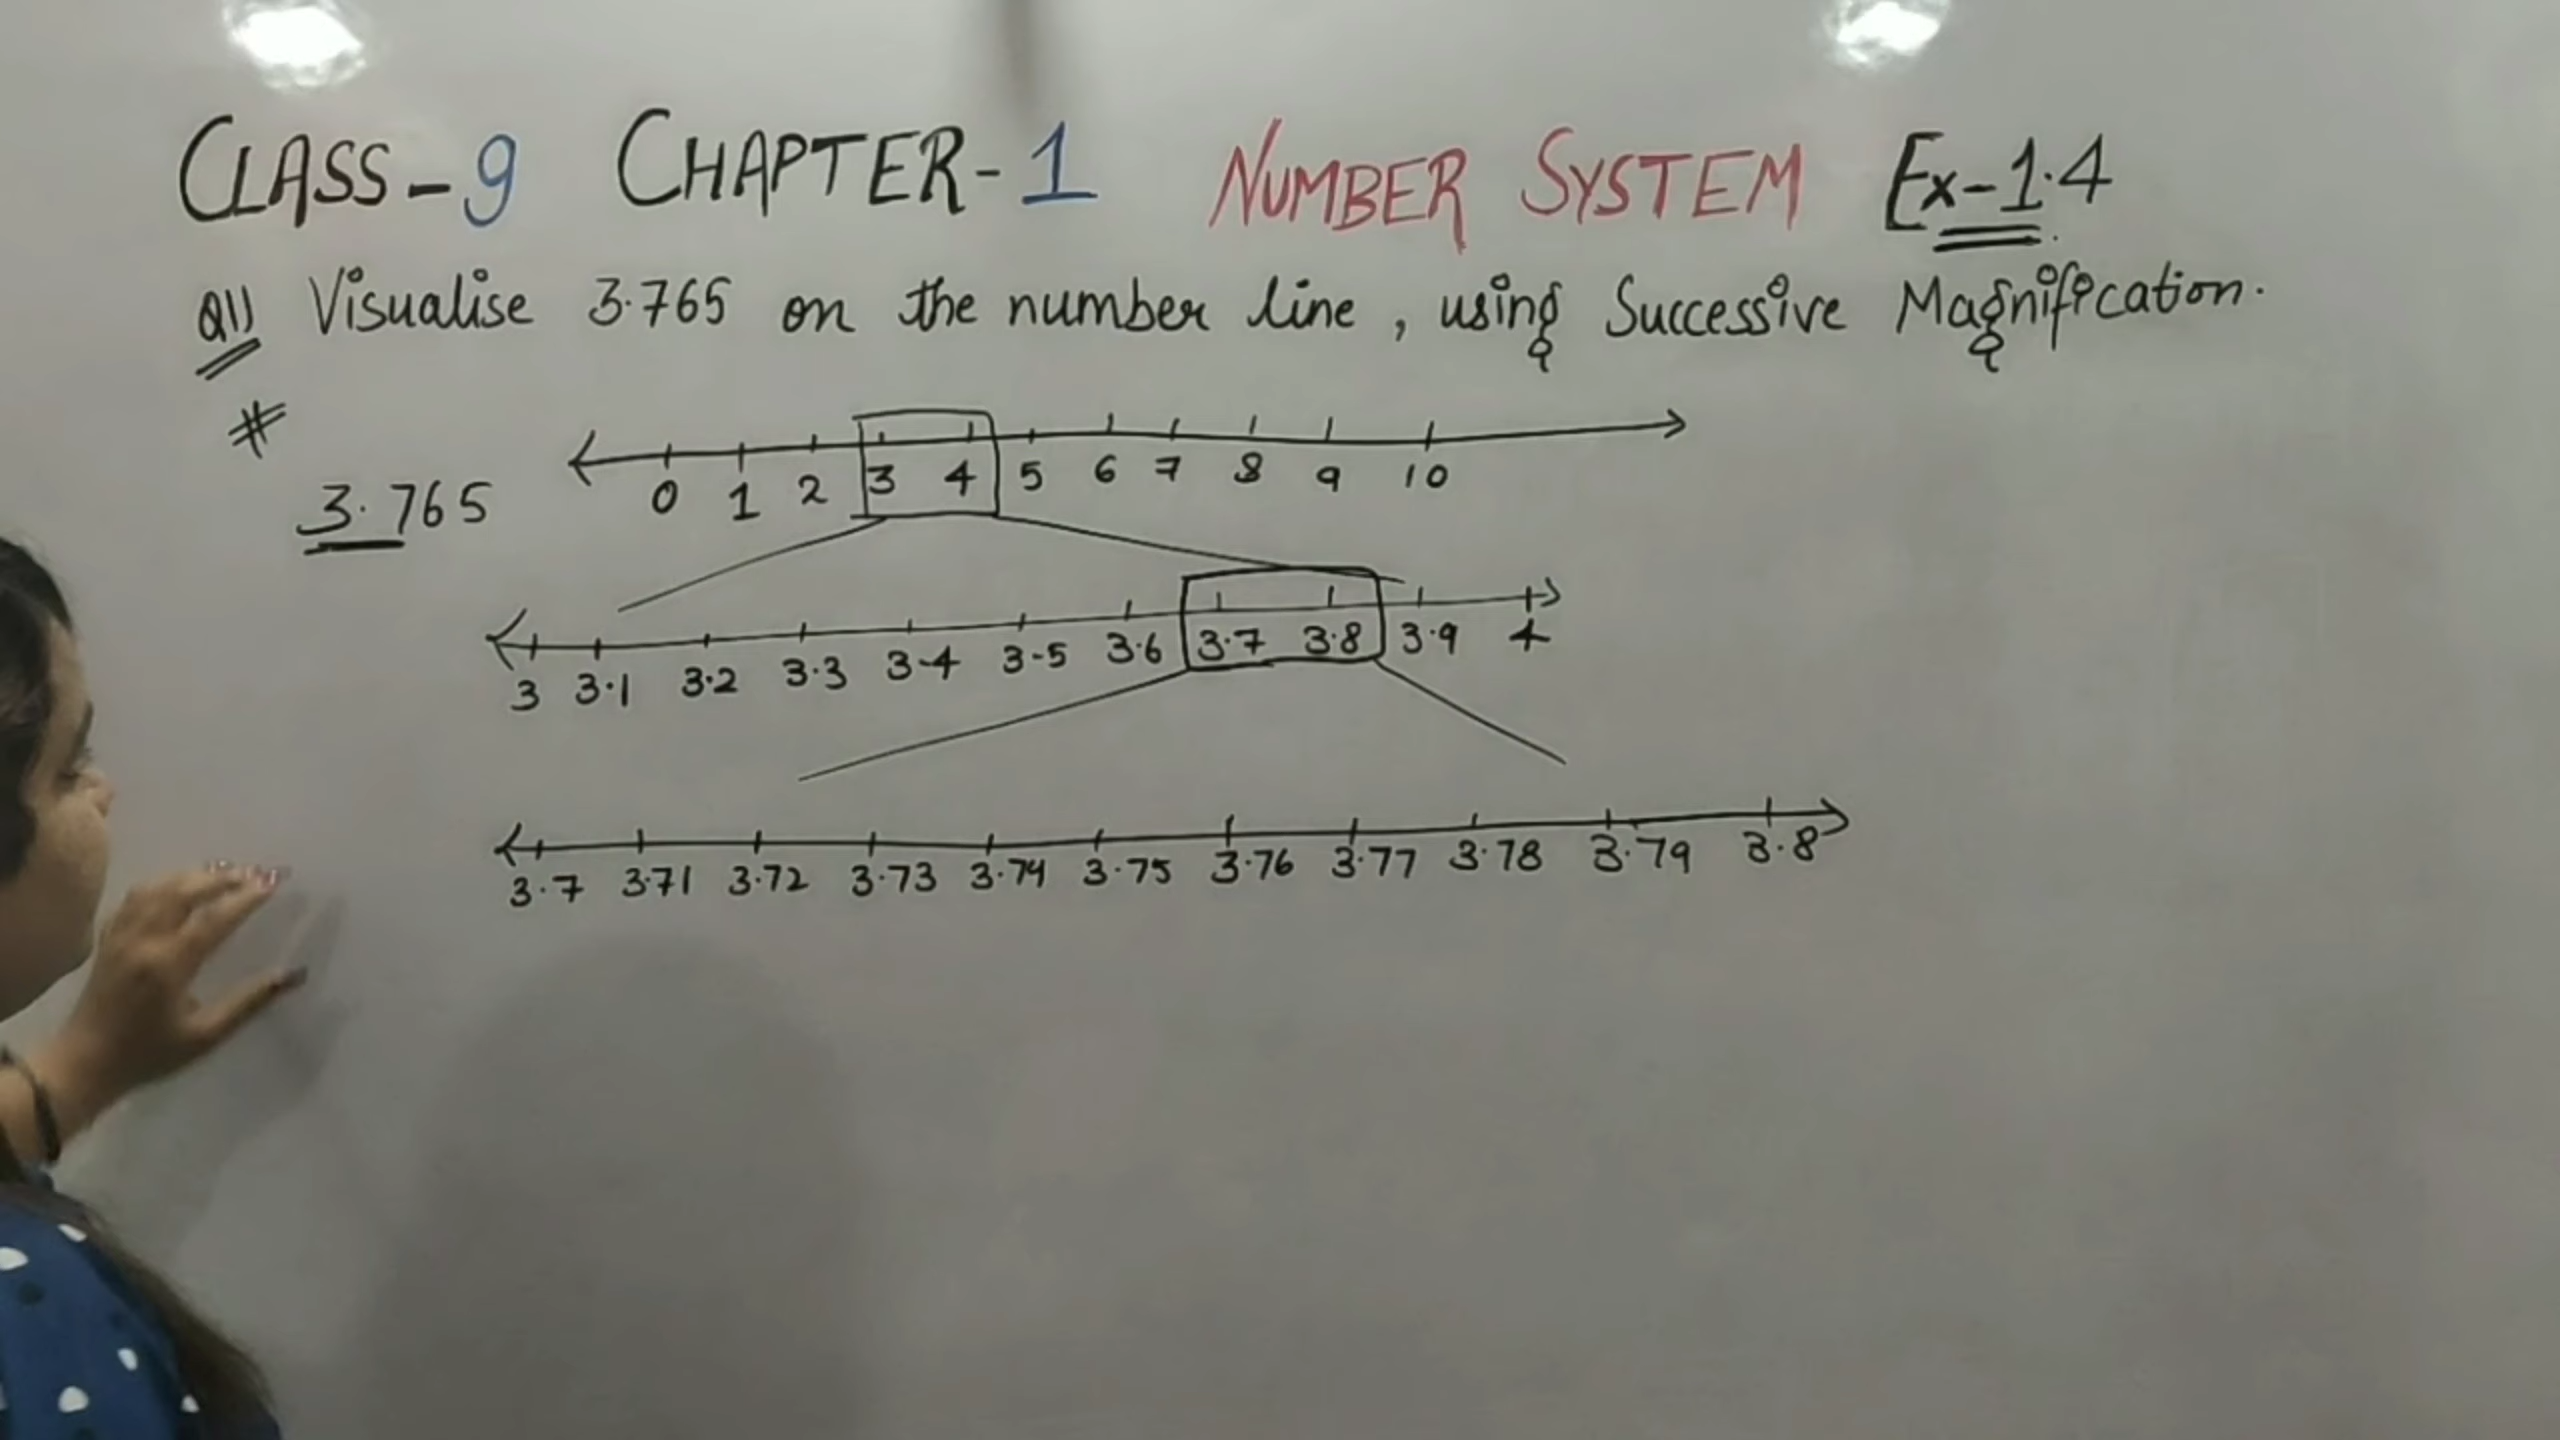 CLASS-9 CHAPTER-1 NUMBER SYSTEM Ex-1.4
Q1) Visualise 3.765 on the number line, using Successive Magnification.
#
3.765
0 1 2 3 4 5 6 7 8 9 10
3 3.1 3.2 3.3 3.4 3.5 3.6 3.7 3.8 3.9 4
3.7 3.71 3.72 3.73 3.74 3.75 3.76 3.77 3.78 3.79 3.8